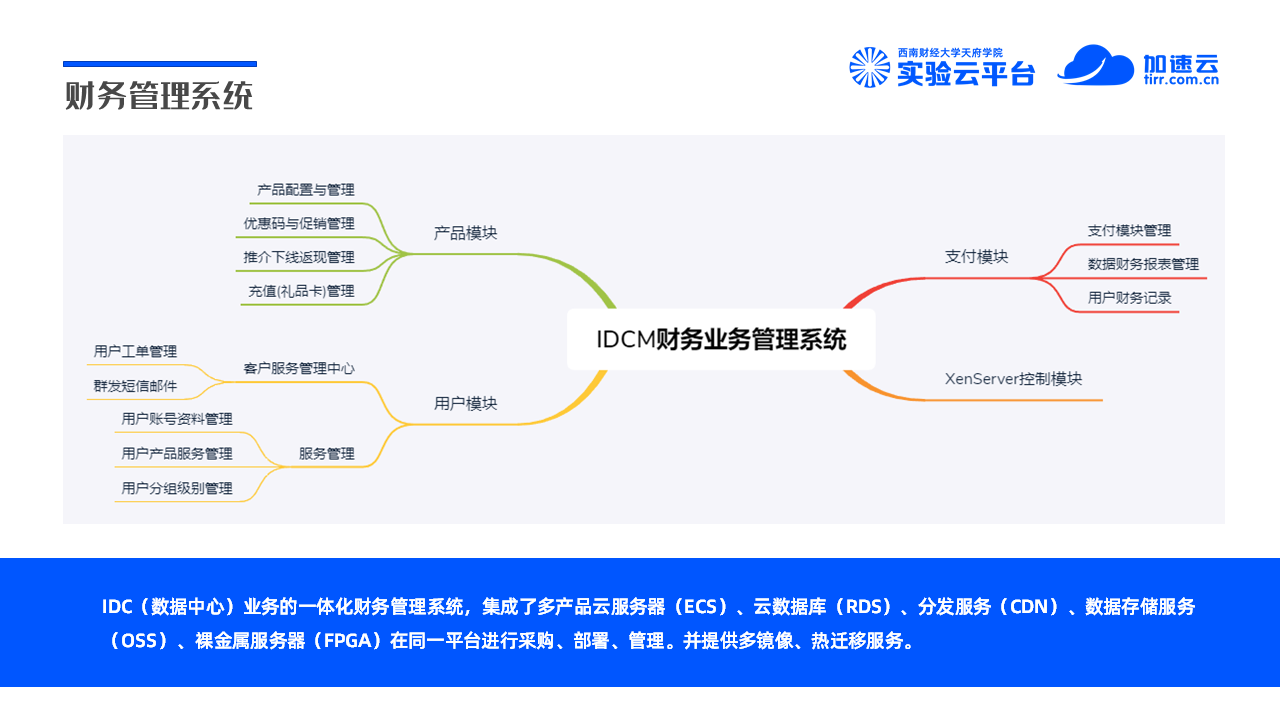 财务管理系统
西南财经大学天府学院
实验云平台
加速云
tirr.com.cn
产品配置与管理
优惠码与促销管理
推介下线返现管理
充值(礼品卡)管理
产品模块
用户工单管理
群发短信邮件
客户服务管理中心
用户账号资料管理
用户产品服务管理
用户分组级别管理
服务管理
用户模块
IDCM财务业务管理系统
支付模块
支付模块管理
数据财务报表管理
用户财务记录
XenServer控制模块
IDC（数据中心）业务的一体化财务管理系统，集成了多产品云服务器（ECS）、云数据库（RDS）、分发服务（CDN）、数据存储服务
（OSS）、裸金属服务器（FPGA）在同一平台进行采购、部署、管理。并提供多镜像、热迁移服务。